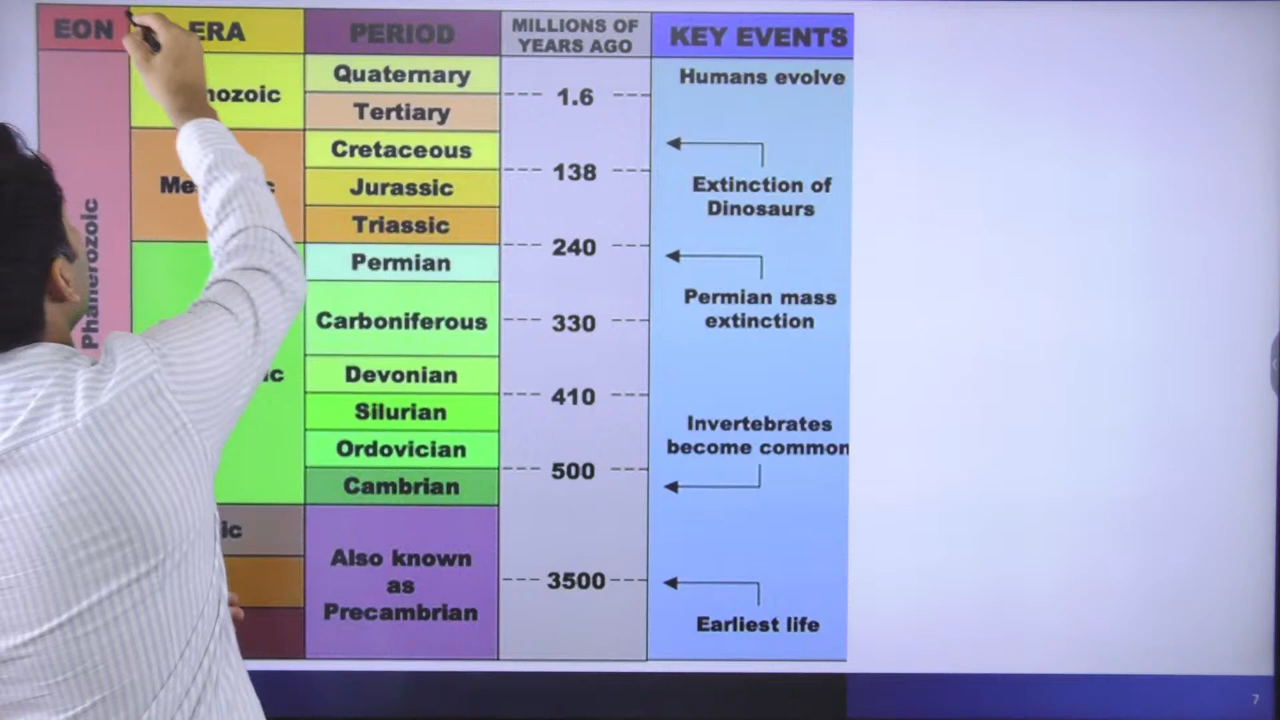 EON ERA PERIOD MILLIONS OF YEARS AGO KEY EVENTS
Quaternary
Humans evolve
1.6
Tertiary
Cretaceous
138
Extinction of
Dinosaurs
Jurassic
Triassic
240
Phanerozoic
Permian
Permian mass
extinction
Carboniferous
330
Devonian
410
Silurian
Invertebrates
become common
Ordovician
500
Cambrian
Also known
as
Precambrian
3500
Earliest life
7